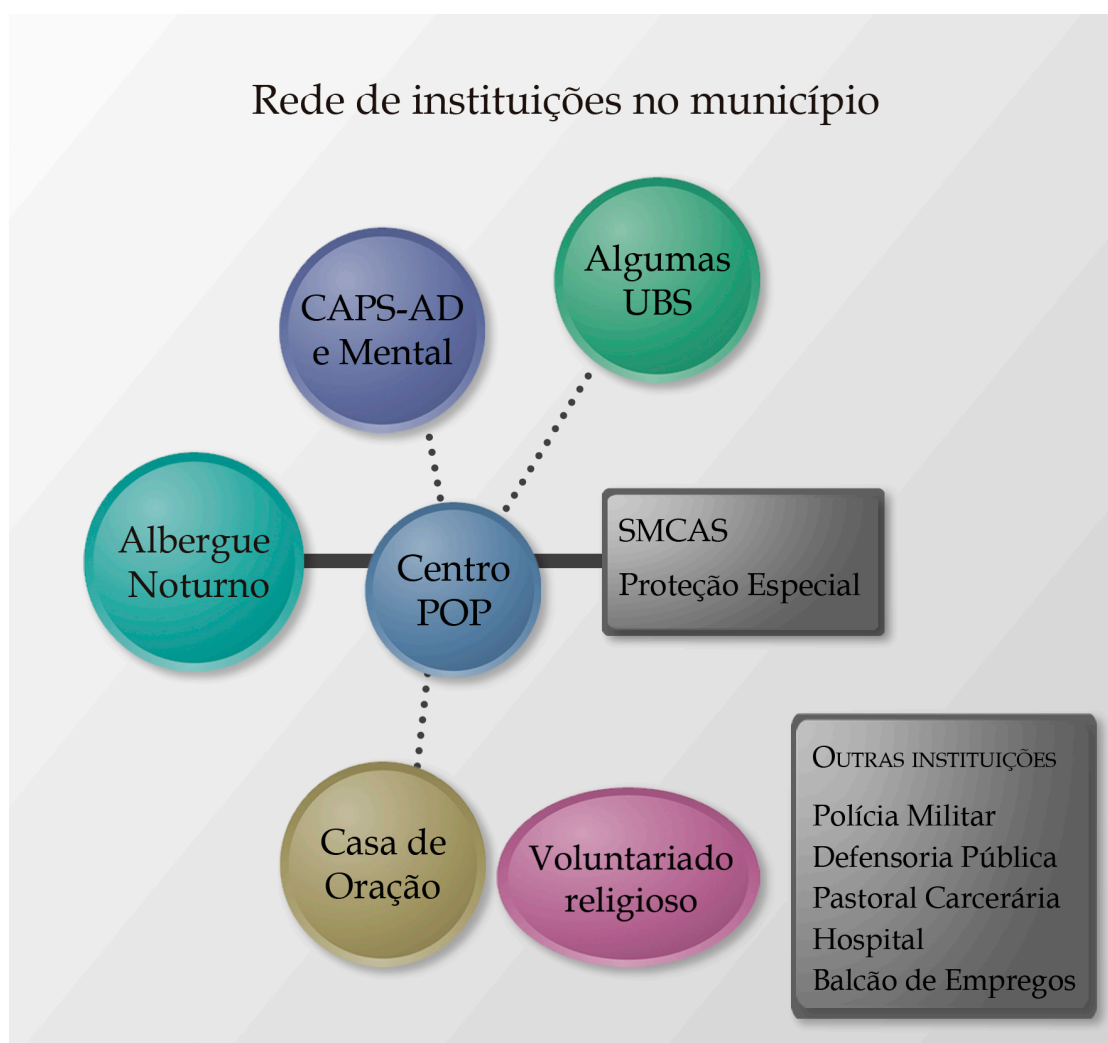 Rede de instituições no município
Algumas
UBS
CAPS-AD
e Mental
Albergue
Noturno
Centro
POP
SMCAS
Proteção Especial
Casa de
Oração
Voluntariado
religioso
OUTRAS INSTITUIÇÕES
Polícia Militar
Defensoria Pública
Pastoral Carcerária
Hospital
Balcão de Empregos